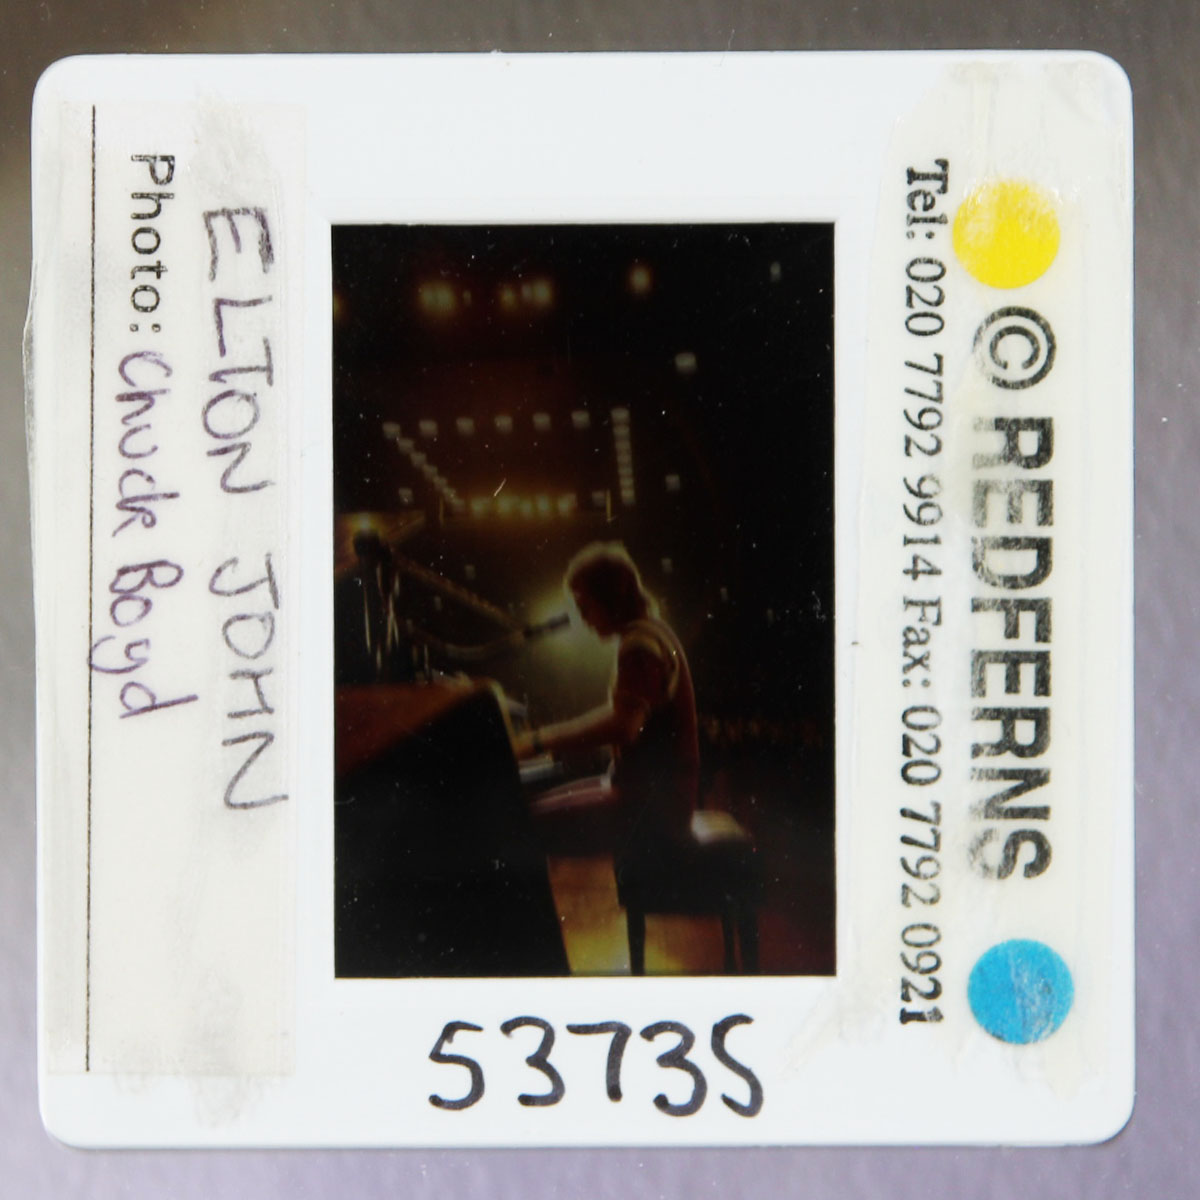 © REDFERNS
Tel: 020 7792 9914 Fax: 020 7792 0921
ELTON JOHN
Photo: Chuck Boyd
53735